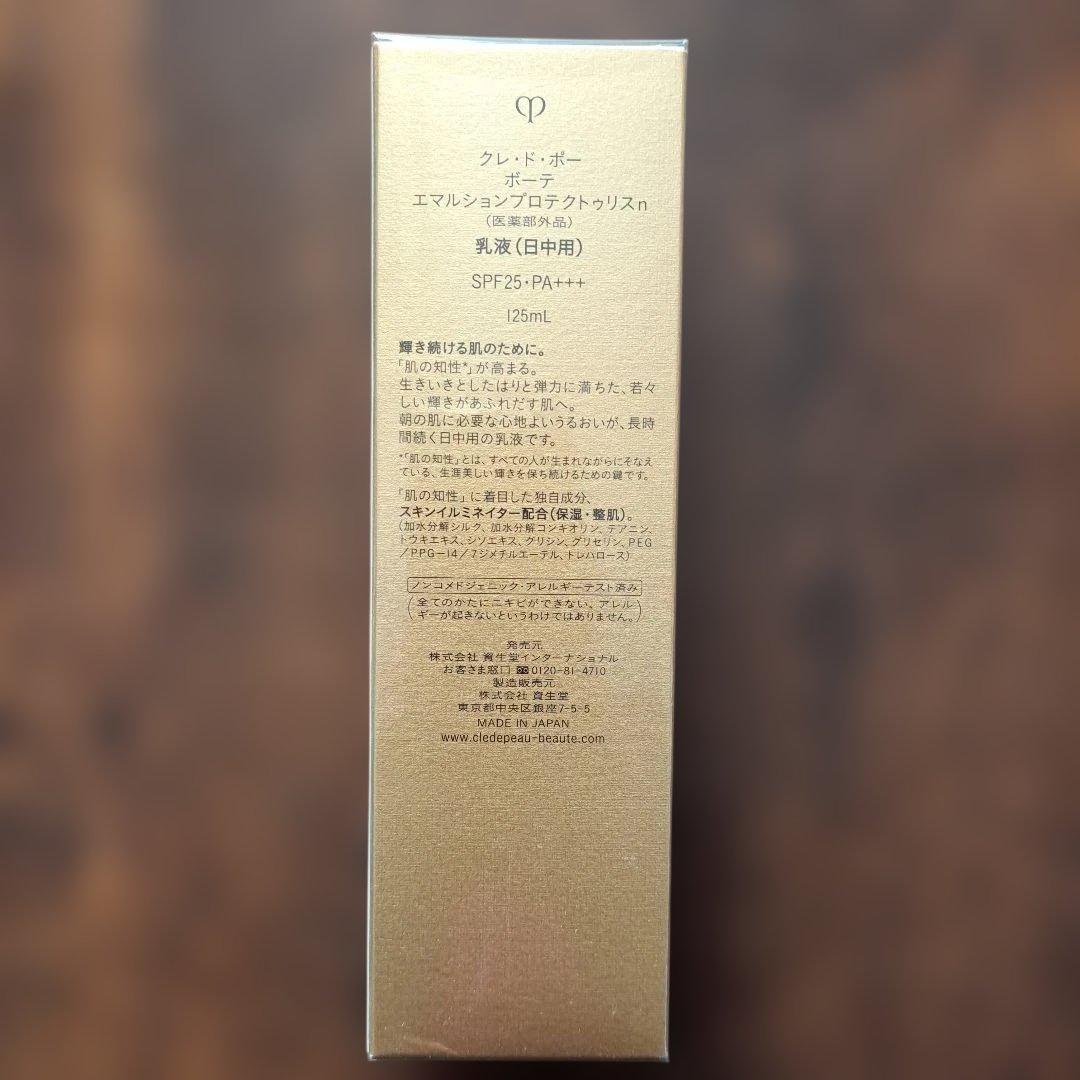 クレ・ド・ポー
ボーテ
エマルションプロテクトゥリスn
(医薬部外品)
乳液(日中用)
SPF25・PA+++
125mL
輝き続ける肌のために。
「肌の知性*」が高まる。
生きいきとしたはりと弾力に満ちた、若々
しい輝きがあふれだす肌へ。
朝の肌に必要な心地よいうるおいが、長時
間続く日中用の乳液です。
*「肌の知性」とは、すべての人が生まれながらにそなえ
ている、生涯美しい輝きを保ち続けるための鍵です。
「肌の知性」に着目した独自成分、
スキンイルミネイター配合(保湿・整肌)。
(加水分解シルク、加水分解コンキオリン、テアニン、
トウキエキス、シソエキス、グリシン、グリセリン、PEG
/PPG-14/7ジメチルエーテル、トレハロース)
ノンコメドジェニック・アレルギーテスト済み
(全てのかたにニキビができない、アレル
ギーが起きないというわけではありません。)
発売元
株式会社 資生堂インターナショナル
お客さま窓口 0120-81-4710
製造販売元
株式会社 資生堂
東京都中央区銀座7-5-5
MADE IN JAPAN
www.cledepeau-beaute.com